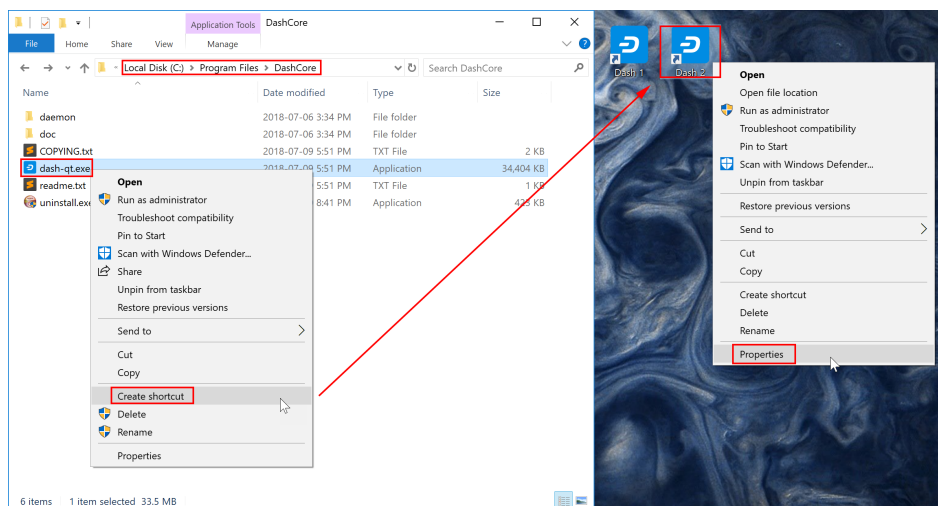 Application Tools DashCore
File Home Share View Manage
Local Disk (C:) > Program Files > DashCore Search DashCore
Name Date modified Type Size
daemon 2018-07-06 3:34 PM File folder
doc 2018-07-06 3:34 PM File folder
COPYING.txt 2018-07-09 5:51 PM TXT File 2 KB
dash-qt.exe 2018-07-09 5:51 PM Application 34,404 KB
readme.txt 5:51 PM TXT File 1 KB
uninstall.exe 8:41 PM Application 423 KB
Open
Run as administrator
Troubleshoot compatibility
Pin to Start
Scan with Windows Defender...
Share
Unpin from taskbar
Restore previous versions
Send to
Cut
Copy
Create shortcut
Delete
Rename
Properties
6 items 1 item selected 33.5 MB
Dash 1 Dash 2
Open
Open file location
Run as administrator
Troubleshoot compatibility
Pin to Start
Scan with Windows Defender...
Unpin from taskbar
Restore previous versions
Send to
Cut
Copy
Create shortcut
Delete
Rename
Properties